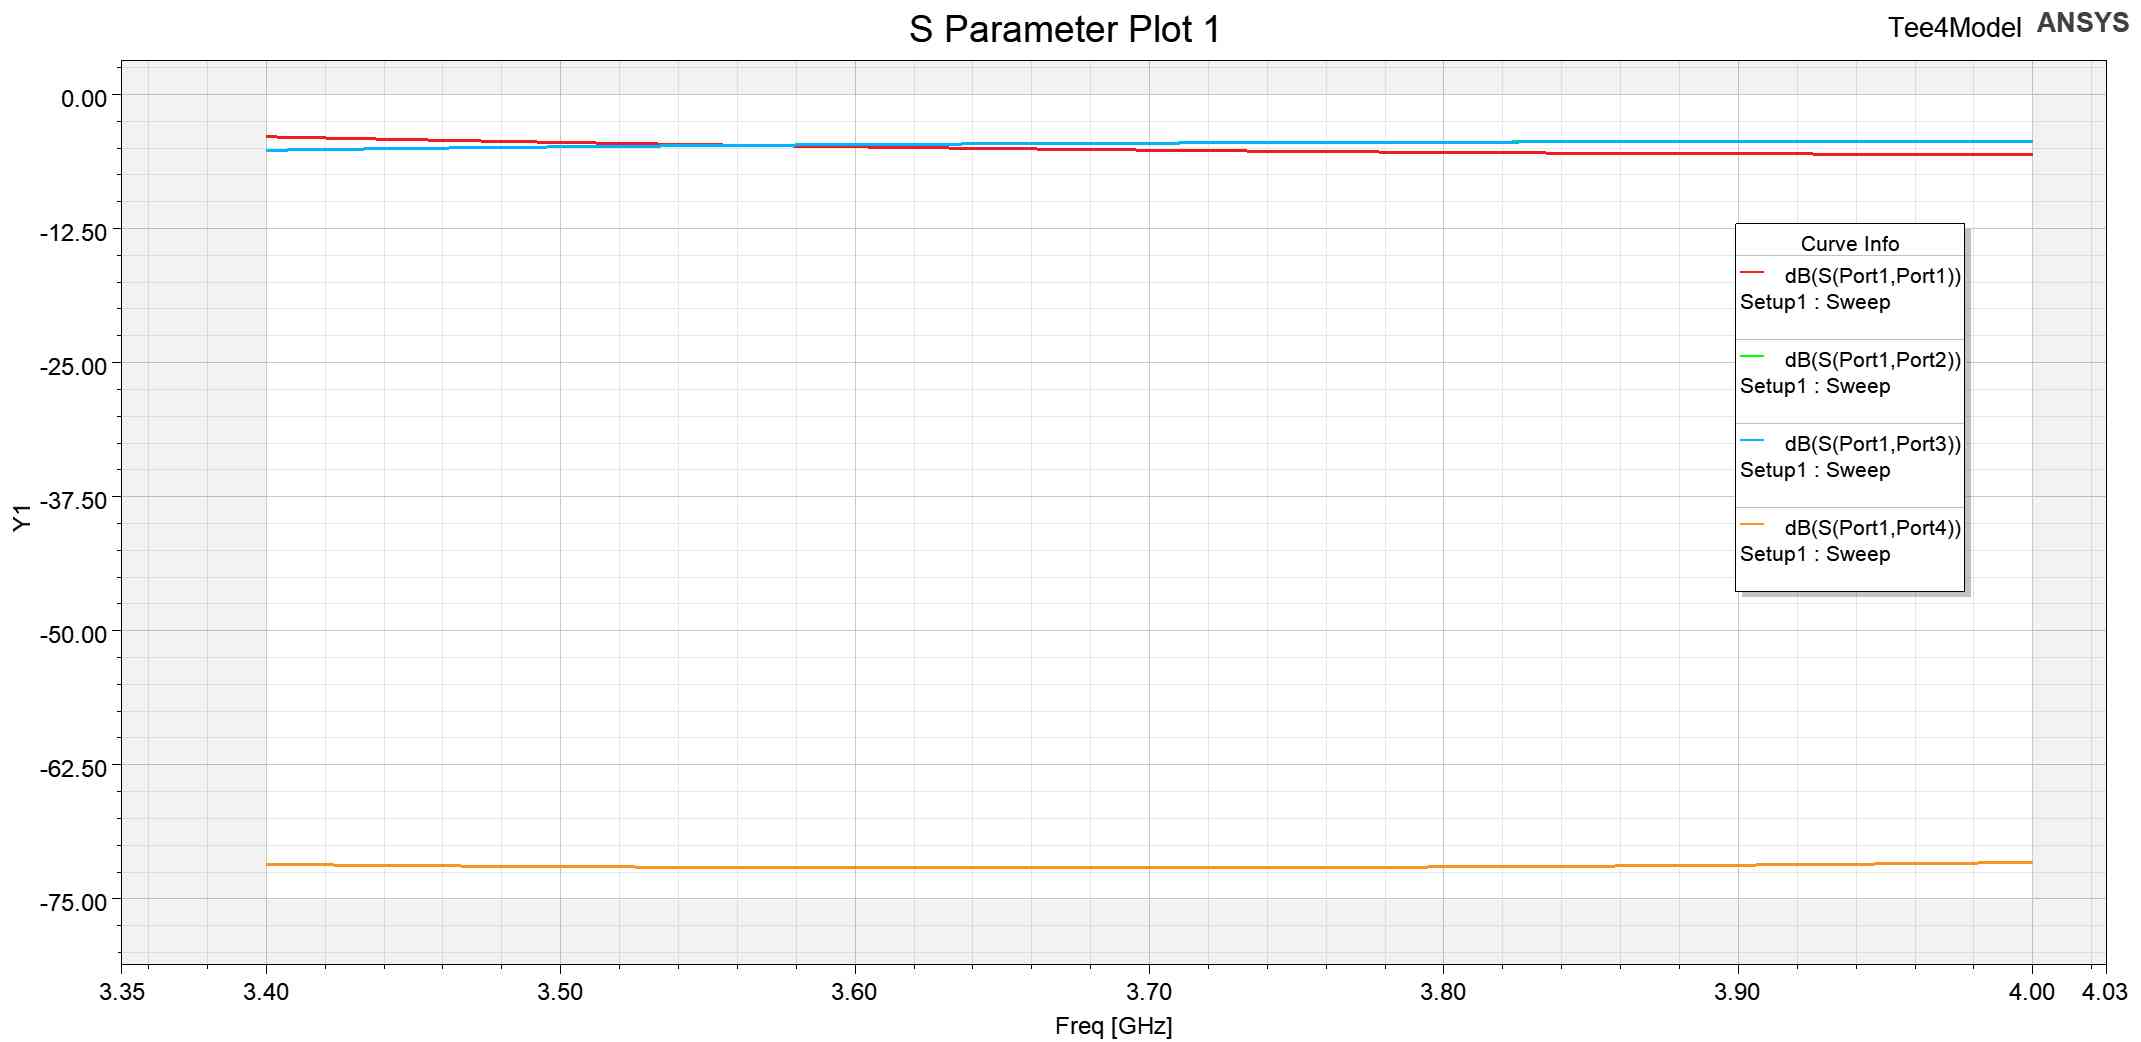 S Parameter Plot 1
Tee4Model ANSYS
0.00
-12.50
-25.00
-37.50
-50.00
-62.50
-75.00
Y1
Curve Info
dB(S(Port1,Port1))
Setup1 : Sweep
dB(S(Port1,Port2))
Setup1 : Sweep
dB(S(Port1,Port3))
Setup1 : Sweep
dB(S(Port1,Port4))
Setup1 : Sweep
3.35 3.40 3.50 3.60 3.70 3.80 3.90 4.00 4.03
Freq [GHz]